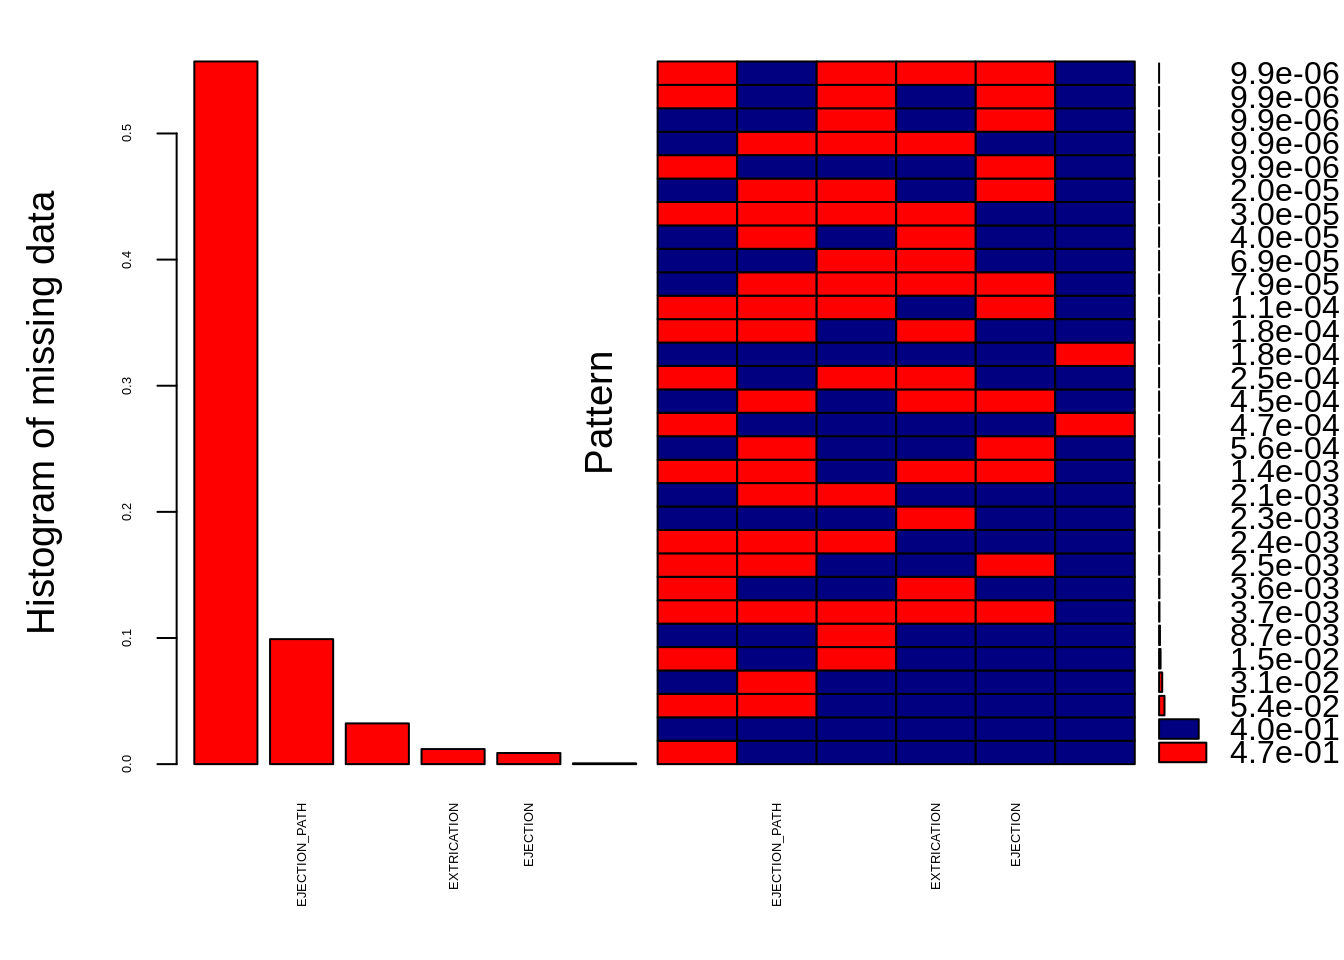 Histogram of missing data
0.5
0.4
0.3
0.2
0.1
0.0
EJECTION_PATH
EXTRICATION
EJECTION
Pattern
EJECTION_PATH
EXTRICATION
EJECTION
9.9e-06
9.9e-06
9.9e-06
9.9e-06
9.9e-06
2.0e-05
3.0e-05
4.0e-05
6.9e-05
7.9e-05
1.1e-04
1.8e-04
1.8e-04
2.5e-04
4.5e-04
4.7e-04
5.6e-04
1.4e-03
2.1e-03
2.3e-03
2.4e-03
2.5e-03
3.6e-03
3.7e-03
8.7e-03
1.5e-02
3.1e-02
5.4e-02
4.0e-01
4.7e-01